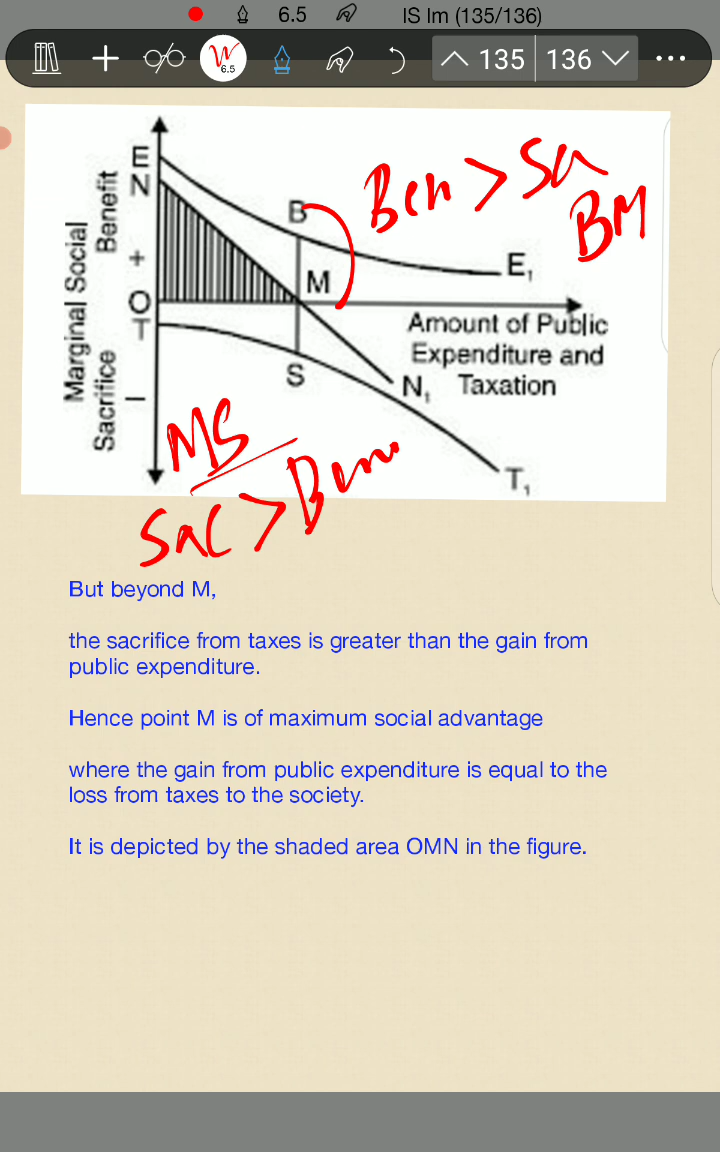 6.5 IS Im (135/136)
6.5 135 136
E
N
B
M
E₁
O
T
S
N₁
T₁
Marginal Social
Sacrifice Benefit
+
−
Amount of Public
Expenditure and
Taxation
Ben > Sa
BM
MS
Sac > Ben
But beyond M,
the sacrifice from taxes is greater than the gain from
public expenditure.
Hence point M is of maximum social advantage
where the gain from public expenditure is equal to the
loss from taxes to the society.
It is depicted by the shaded area OMN in the figure.